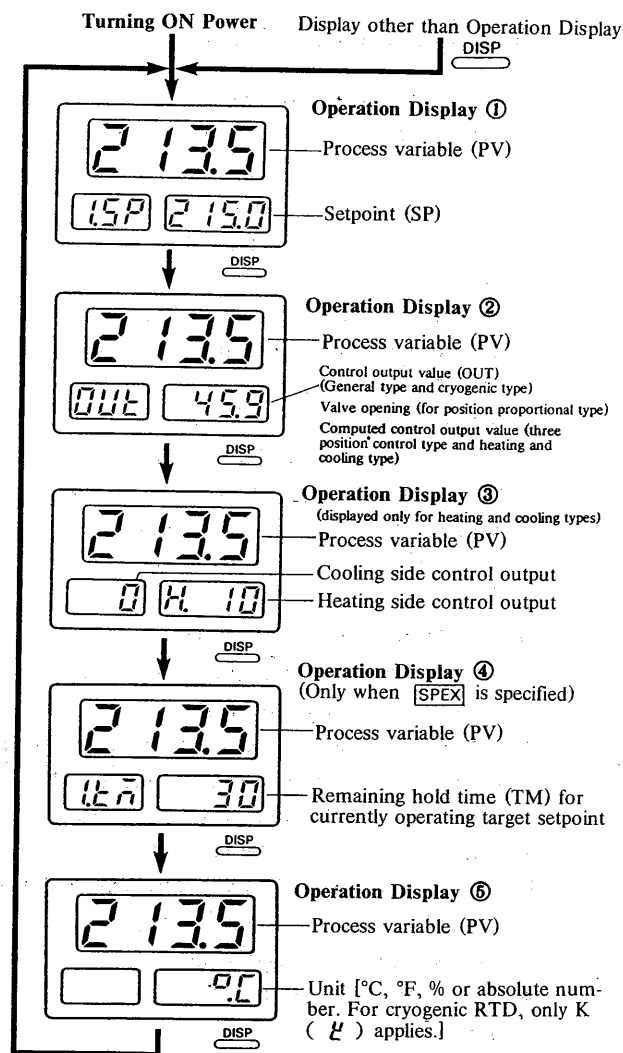 Turning ON Power
Display other than Operation Display
DISP
Operation Display ①
213.5
Process variable (PV)
1.SP 215.0
Setpoint (SP)
DISP
Operation Display ②
213.5
Process variable (PV)
Control output value (OUT)
(General type and cryogenic type)
OUt 45.9
Valve opening (for position proportional type)
Computed control output value (three
position control type and heating and
cooling type)
DISP
Operation Display ③
(displayed only for heating and cooling types)
213.5
Process variable (PV)
Cooling side control output
0 H. 10
Heating side control output
DISP
Operation Display ④
(Only when SPEX is specified)
213.5
Process variable (PV)
1.tm 30
Remaining hold time (TM) for
currently operating target setpoint
DISP
Operation Display ⑤
213.5
Process variable (PV)
°C
Unit [°C, °F, % or absolute num-
ber. For cryogenic RTD, only K
( ) applies.]
DISP